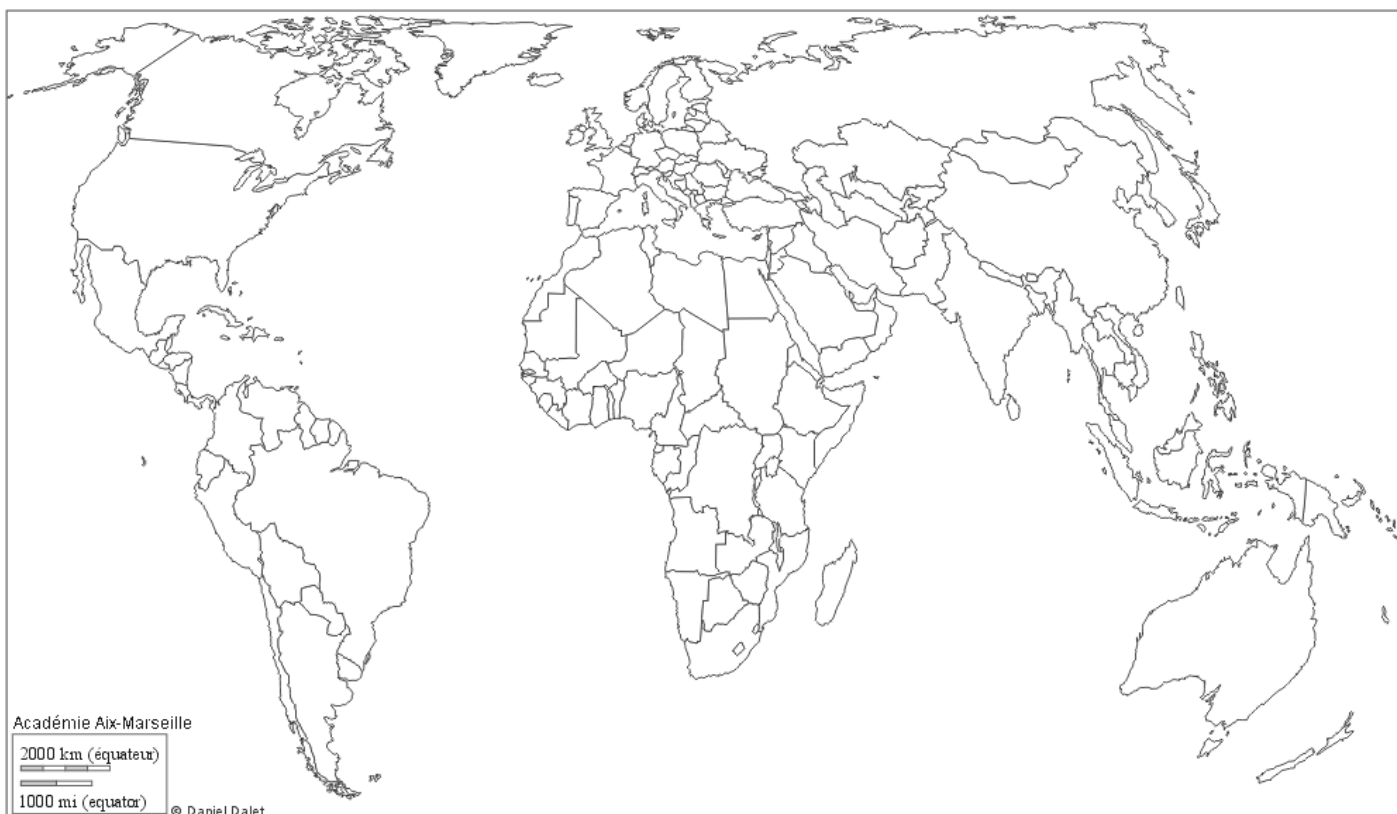 Académie Aix-Marseille
2000 km (équateur)
1000 mi (equator)
© Daniel Dalet